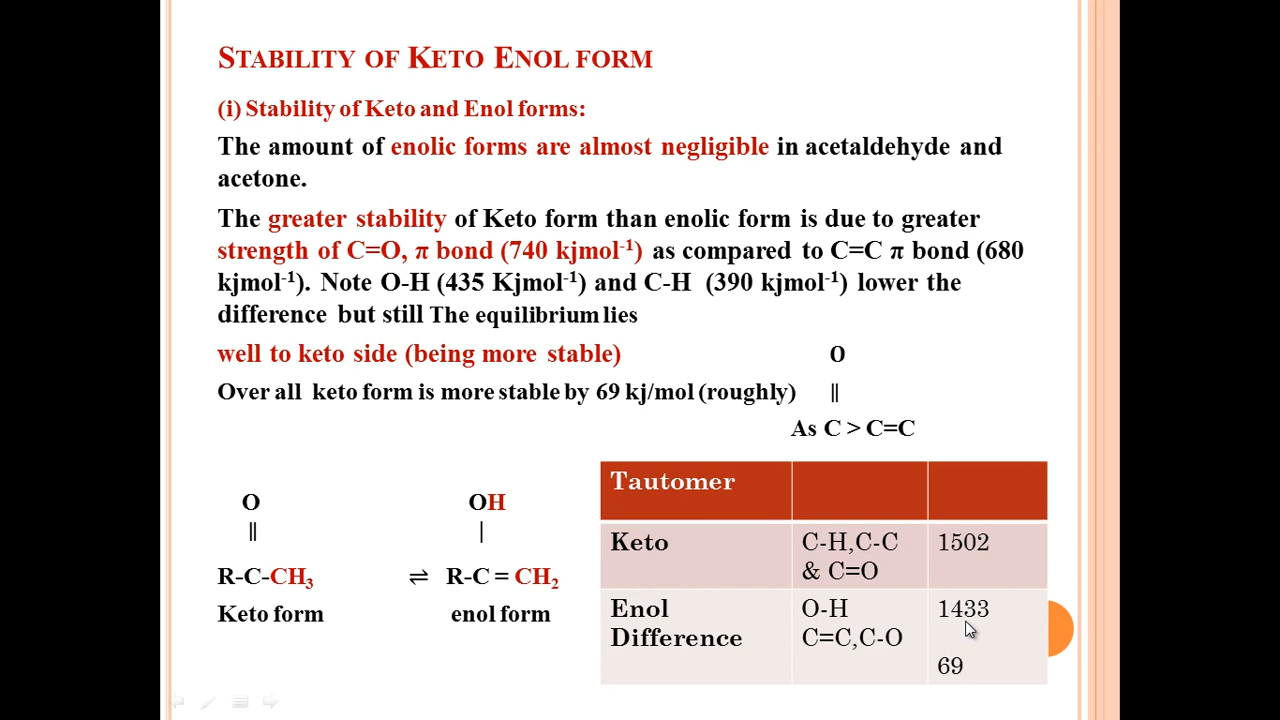 STABILITY OF KETO ENOL FORM
(i) Stability of Keto and Enol forms:
The amount of enolic forms are almost negligible in acetaldehyde and
acetone.
The greater stability of Keto form than enolic form is due to greater
strength of C=O, π bond (740 kjmol⁻¹) as compared to C=C π bond (680
kjmol⁻¹). Note O-H (435 Kjmol⁻¹) and C-H (390 kjmol⁻¹) lower the
difference but still The equilibrium lies
well to keto side (being more stable)
O
Over all keto form is more stable by 69 kj/mol (roughly)
||
As C > C=C
O
||
R-C-CH₃
Keto form
⇌
OH
|
R-C = CH₂
enol form
Tautomer
Keto
C-H,C-C
& C=O
1502
Enol
Difference
O-H
C=C,C-O
1433
69